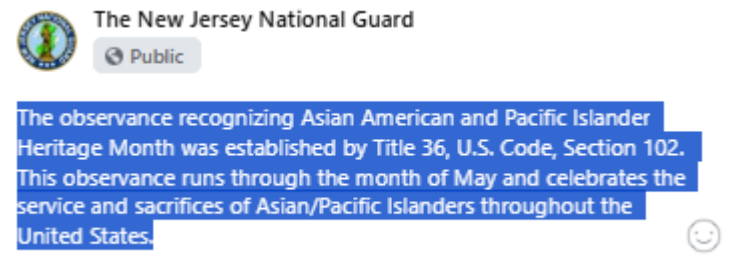 The New Jersey National Guard
Public
The observance recognizing Asian American and Pacific Islander
Heritage Month was established by Title 36, U.S. Code, Section 102.
This observance runs through the month of May and celebrates the
service and sacrifices of Asian/Pacific Islanders throughout the
United States.